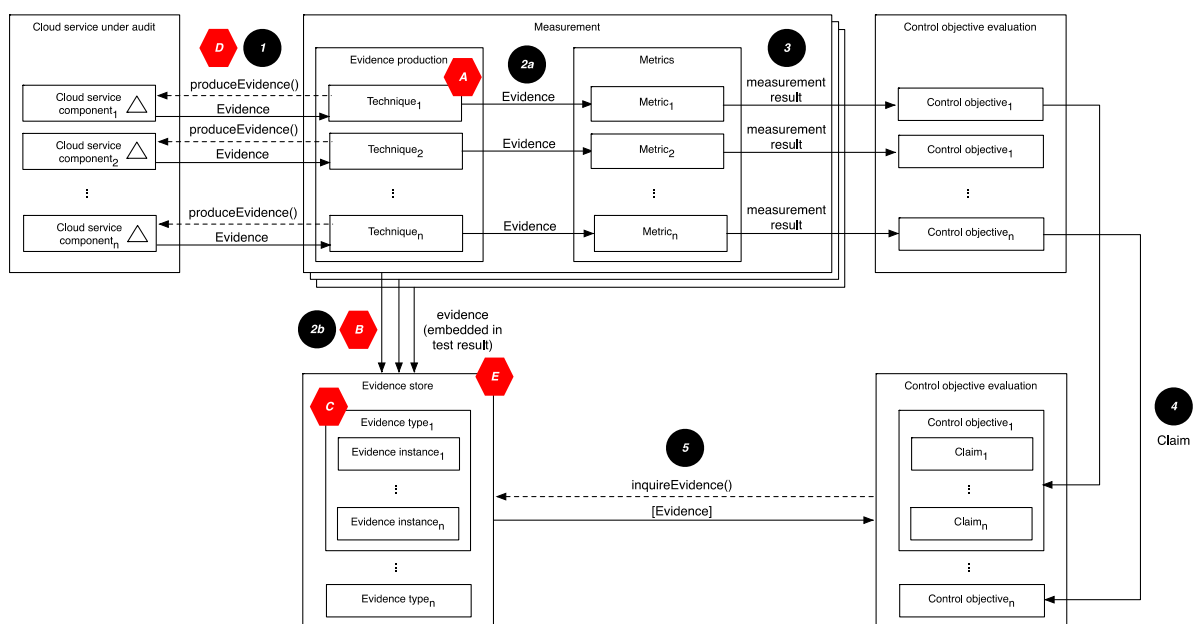 Cloud service under audit
Measurement
Control objective evaluation
D
1
Evidence production
A
2a
Metrics
3
produceEvidence()
Cloud service
component1
Evidence
Technique1
Evidence
Metric1
measurement
result
Control objective1
produceEvidence()
Cloud service
component2
Evidence
Technique2
Evidence
Metric2
measurement
result
Control objective1
⋮
⋮
⋮
⋮
produceEvidence()
Cloud service
componentn
Evidence
Techniquen
Evidence
Metricn
measurement
result
Control objectiven
2b
B
evidence
(embedded in
test result)
Evidence store
E
Control objective evaluation
C
Evidence type1
Control objective1
4
Claim
Evidence instance1
Claim1
5
inquireEvidence()
⋮
⋮
[Evidence]
Evidence instancen
Claimn
⋮
⋮
Evidence typen
Control objectiven